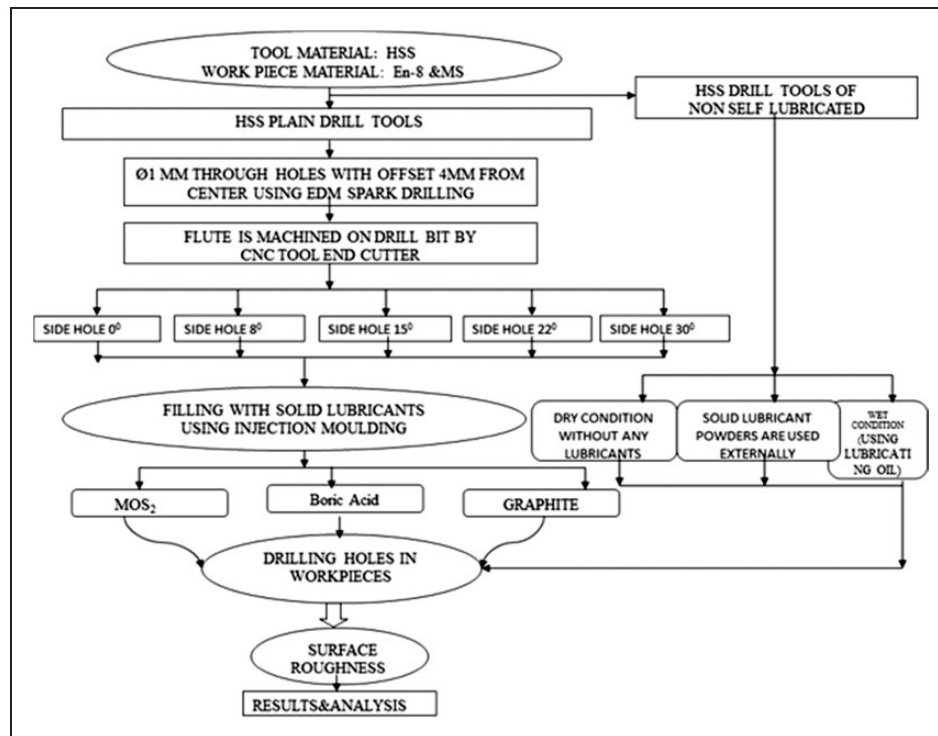 TOOL MATERIAL: HSS
WORK PIECE MATERIAL: En-8 &MS
HSS DRILL TOOLS OF
NON SELF LUBRICATED
HSS PLAIN DRILL TOOLS
Ø1 MM THROUGH HOLES WITH OFFSET 4MM FROM
CENTER USING EDM SPARK DRILLING
FLUTE IS MACHINED ON DRILL BIT BY
CNC TOOL END CUTTER
SIDE HOLE 0⁰
SIDE HOLE 8⁰
SIDE HOLE 15⁰
SIDE HOLE 22⁰
SIDE HOLE 30⁰
FILLING WITH SOLID LUBRICANTS
USING INJECTION MOULDING
DRY CONDITION
WITHOUT ANY
LUBRICANTS
SOLID LUBRICANT
POWDERS ARE USED
EXTERNALLY
WET
CONDITION
(USING
LUBRICATI
NG OIL)
MOS₂
Boric Acid
GRAPHITE
DRILLING HOLES IN
WORKPIECES
SURFACE
ROUGHNESS
RESULTS&ANALYSIS